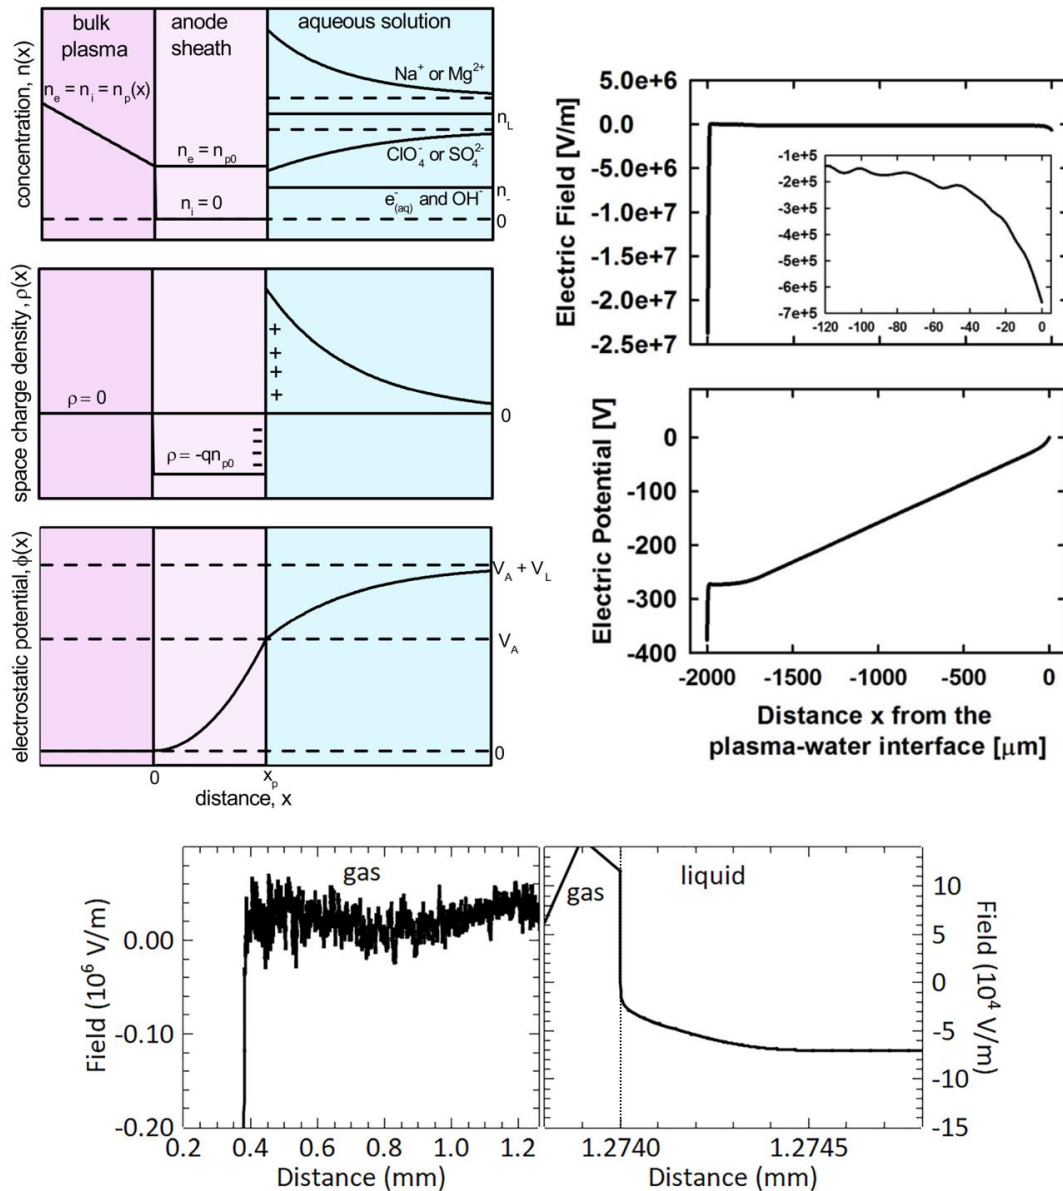 bulk plasma
anode sheath
aqueous solution
concentration, n(x)
n_e = n_i = n_p(x)
n_e = n_p0
n_i = 0
Na⁺ or Mg²⁺
n_L
ClO₄⁻ or SO₄²⁻
n_-
e⁻_(aq) and OH⁻
0
space charge density, ρ(x)
ρ = 0
ρ = -qn_p0
+
+
+
+
-
-
-
-
0
electrostatic potential, ϕ(x)
V_A + V_L
V_A
0
0
x_p
distance, x
Electric Field [V/m]
5.0e+6
0.0
-5.0e+6
-1.0e+7
-1.5e+7
-2.0e+7
-2.5e+7
-1e+5
-2e+5
-3e+5
-4e+5
-5e+5
-6e+5
-7e+5
-120 -100 -80 -60 -40 -20 0
Electric Potential [V]
0
-100
-200
-300
-400
-2000 -1500 -1000 -500 0
Distance x from the
plasma-water interface [μm]
gas
Field (10⁶ V/m)
0.00
-0.10
-0.20
0.2 0.4 0.6 0.8 1.0 1.2
Distance (mm)
gas
liquid
10
5
0
-5
-10
-15
Field (10⁴ V/m)
1.2740 1.2745
Distance (mm)